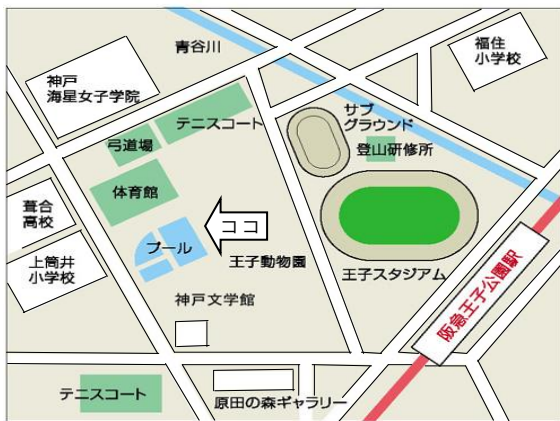 青谷川
福住
小学校
神戸
海星女子学院
テニスコート
サブ
グラウンド
弓道場
登山研修所
体育館
葺合
高校
ココ
プール
王子動物園
上筒井
小学校
王子スタジアム
神戸文学館
阪急王子公園駅
テニスコート
原田の森ギャラリー